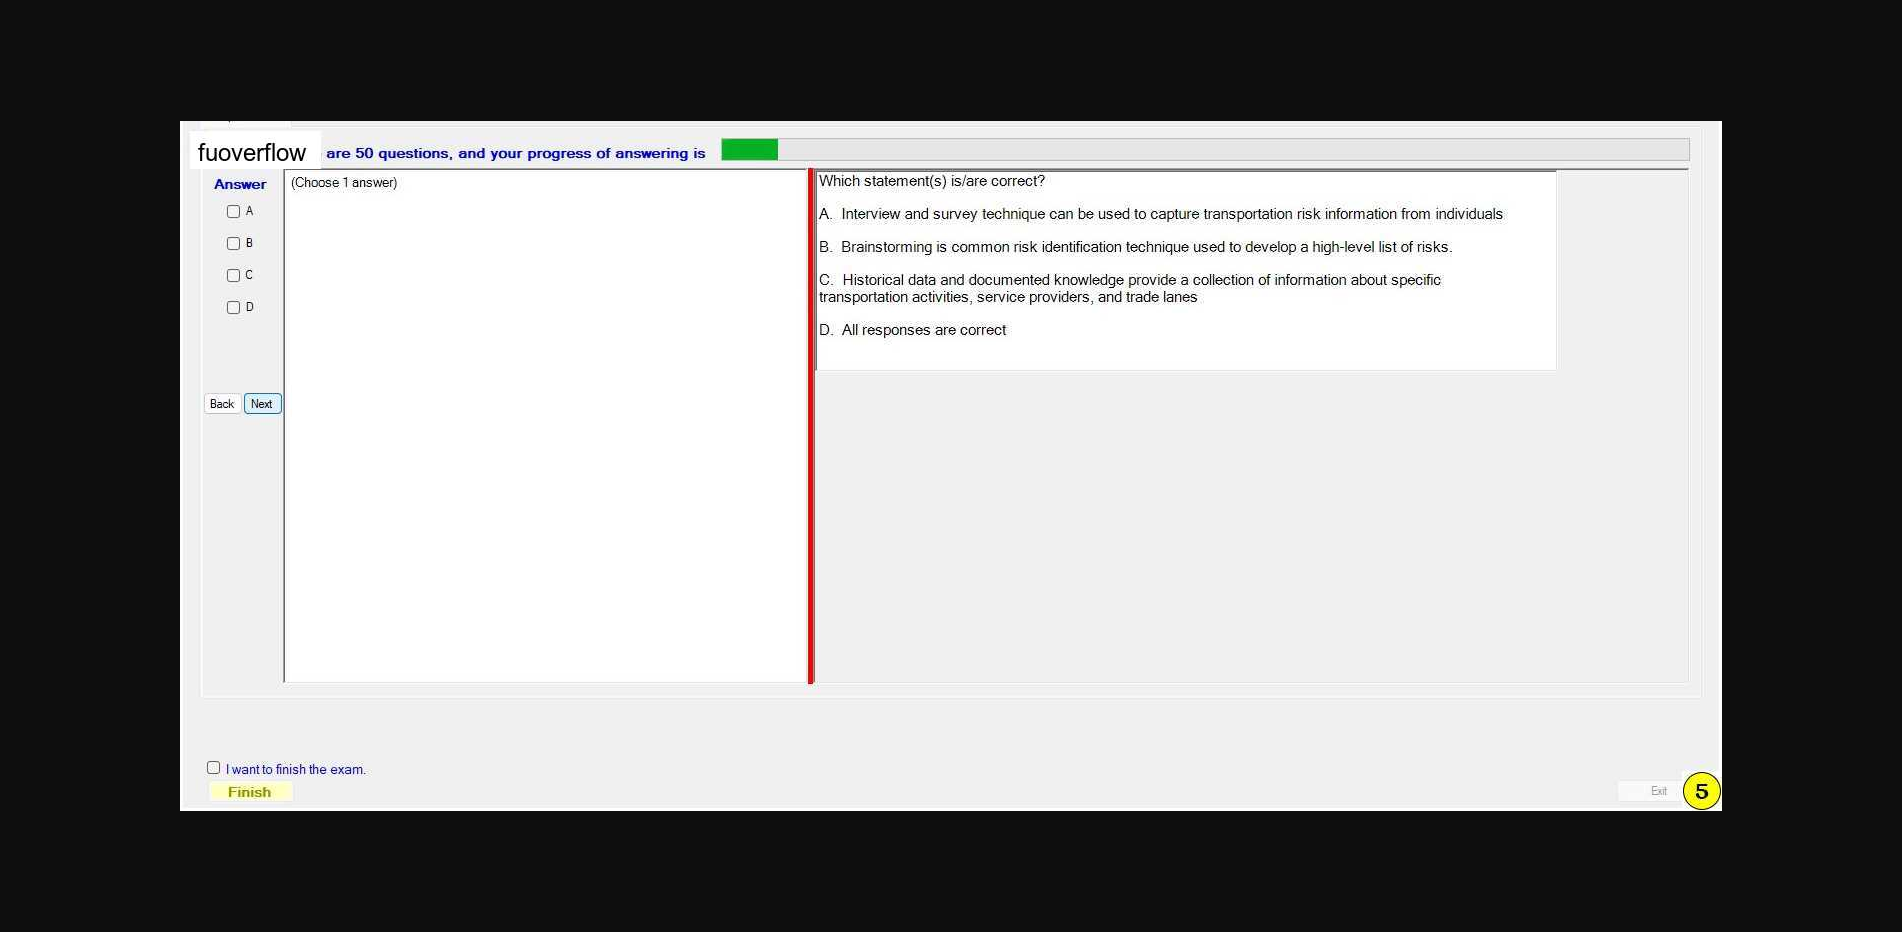 fuoverflow are 50 questions, and your progress of answering is
Answer
A
B
C
D
Back Next
(Choose 1 answer)
Which statement(s) is/are correct?
A. Interview and survey technique can be used to capture transportation risk information from individuals
B. Brainstorming is common risk identification technique used to develop a high-level list of risks.
C. Historical data and documented knowledge provide a collection of information about specific
transportation activities, service providers, and trade lanes
D. All responses are correct
I want to finish the exam.
Finish
Exit
5